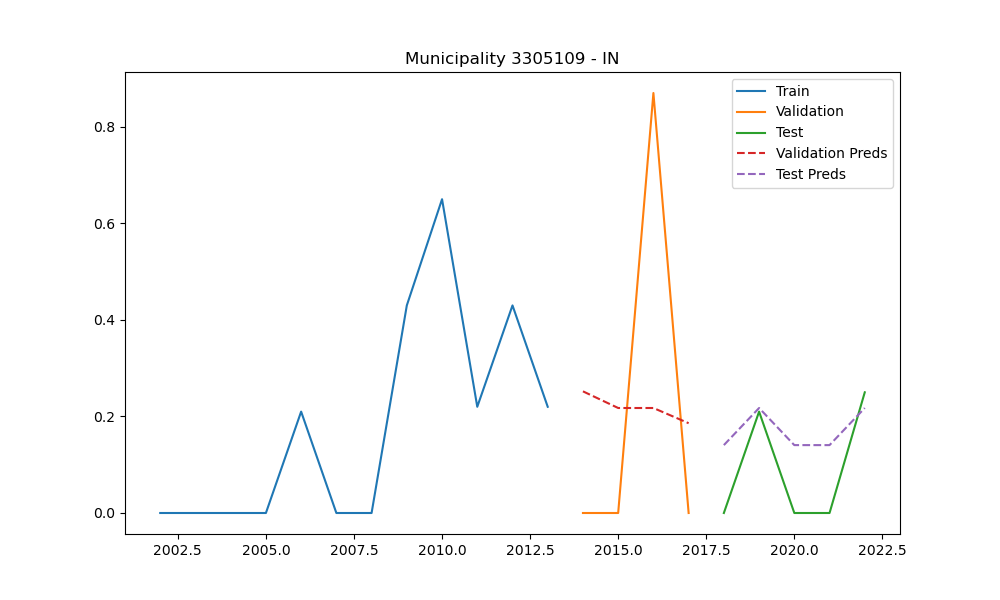 Municipality 3305109 - IN
Train
Validation
Test
Validation Preds
Test Preds
0.8
0.6
0.4
0.2
0.0
2002.5 2005.0 2007.5 2010.0 2012.5 2015.0 2017.5 2020.0 2022.5